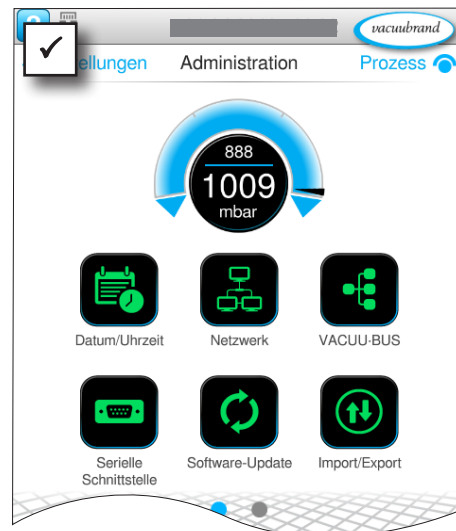 vacuubrand
ellungen Administration Prozess
888
1009
mbar
Datum/Uhrzeit Netzwerk VACUU·BUS
Serielle Schnittstelle Software-Update Import/Export